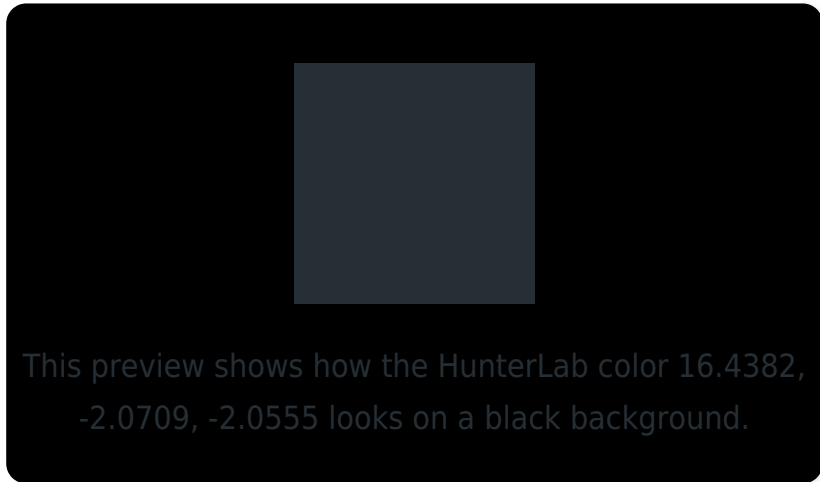 This preview shows how the HunterLab color 16.4382,
-2.0709, -2.0555 looks on a black background.